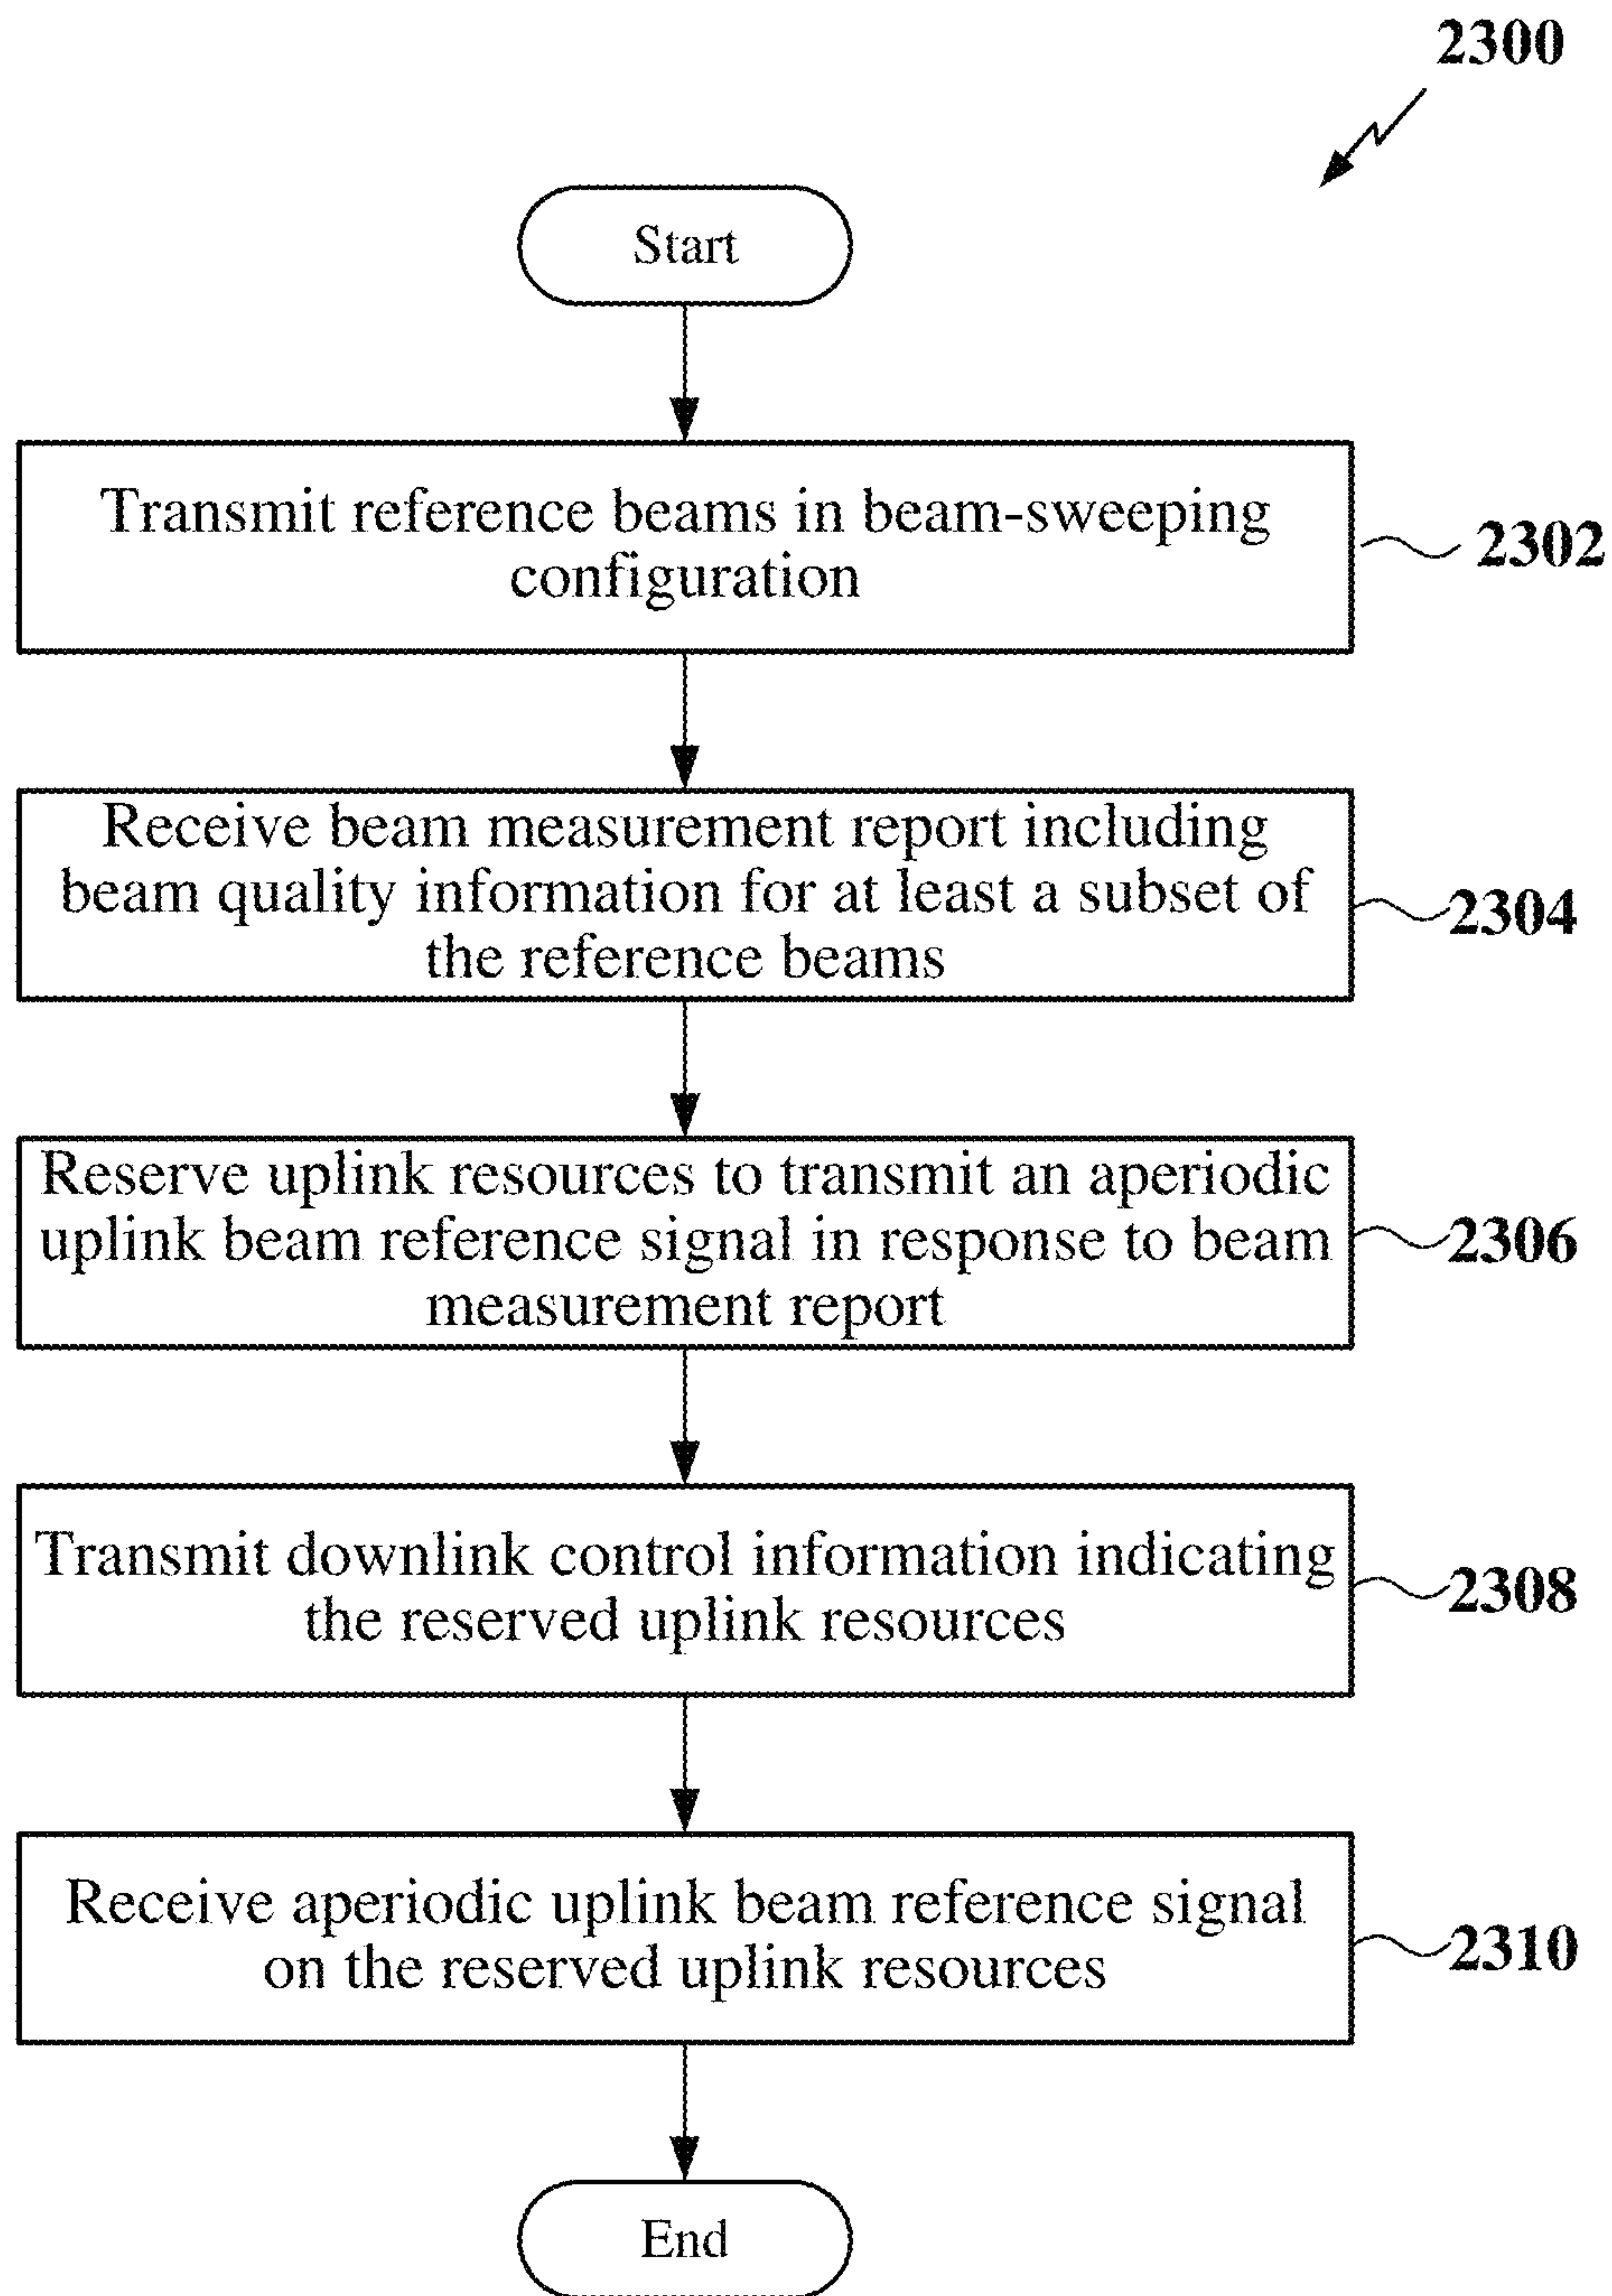 2300
Start
Transmit reference beams in beam-sweeping
configuration
2302
Receive beam measurement report including
beam quality information for at least a subset of
the reference beams
2304
Reserve uplink resources to transmit an aperiodic
uplink beam reference signal in response to beam
measurement report
2306
Transmit downlink control information indicating
the reserved uplink resources
2308
Receive aperiodic uplink beam reference signal
on the reserved uplink resources
2310
End